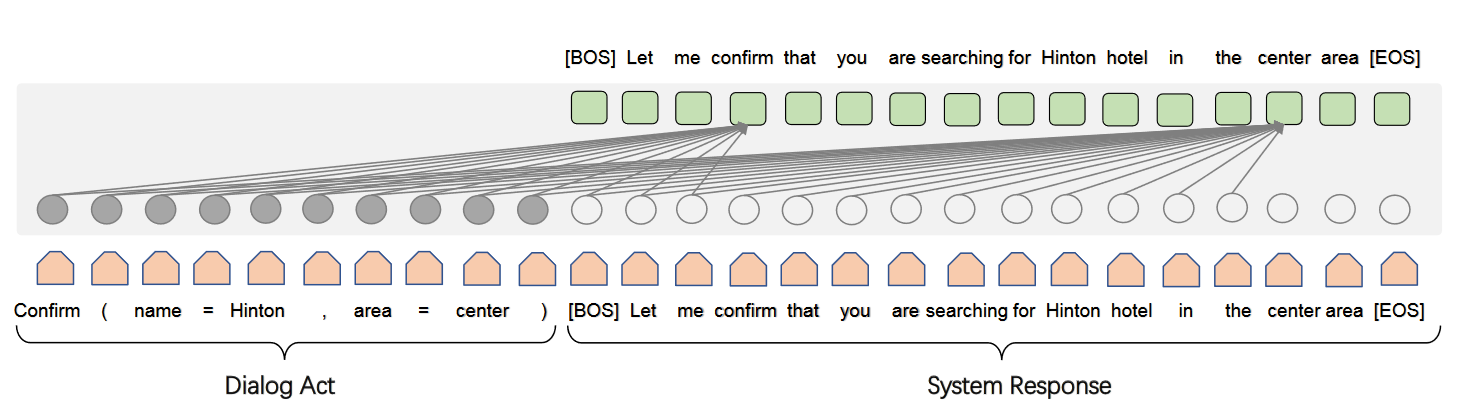 [BOS] Let me confirm that you are searching for Hinton hotel in the center area [EOS]
Confirm ( name = Hinton , area = center ) [BOS] Let me confirm that you are searching for Hinton hotel in the center area [EOS]
Dialog Act System Response